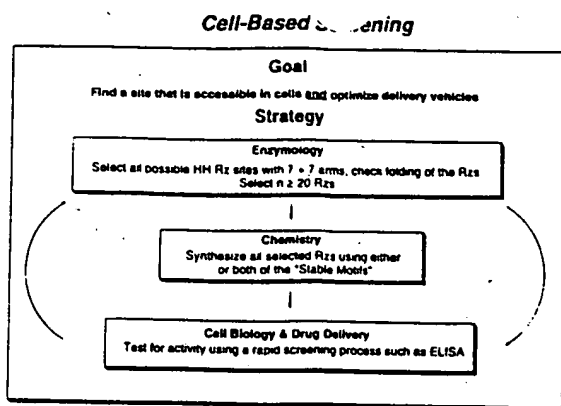 Cell-Based
Goal
Find a site that is accessible in cells and optimize delivery vehicles
Strategy
Enzymology
Select all possible HH Rz sites with 7 + 7 arms, check folding of the Rzs
Select n ≥ 20 Rzs
Chemistry
Synthesize all selected Rzs using either
or both of the "Stable Motifs"
Cell Biology & Drug Delivery
Test for activity using a rapid screening process such as ELISA